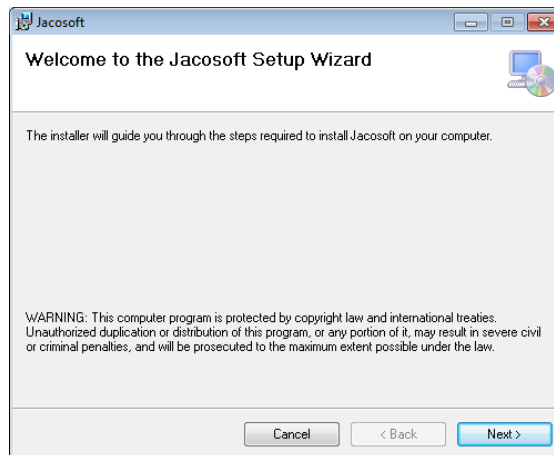 Jacosoft
Welcome to the Jacosoft Setup Wizard
The installer will guide you through the steps required to install Jacosoft on your computer.
WARNING: This computer program is protected by copyright law and international treaties.
Unauthorized duplication or distribution of this program, or any portion of it, may result in severe civil
or criminal penalties, and will be prosecuted to the maximum extent possible under the law.
Cancel
< Back
Next >